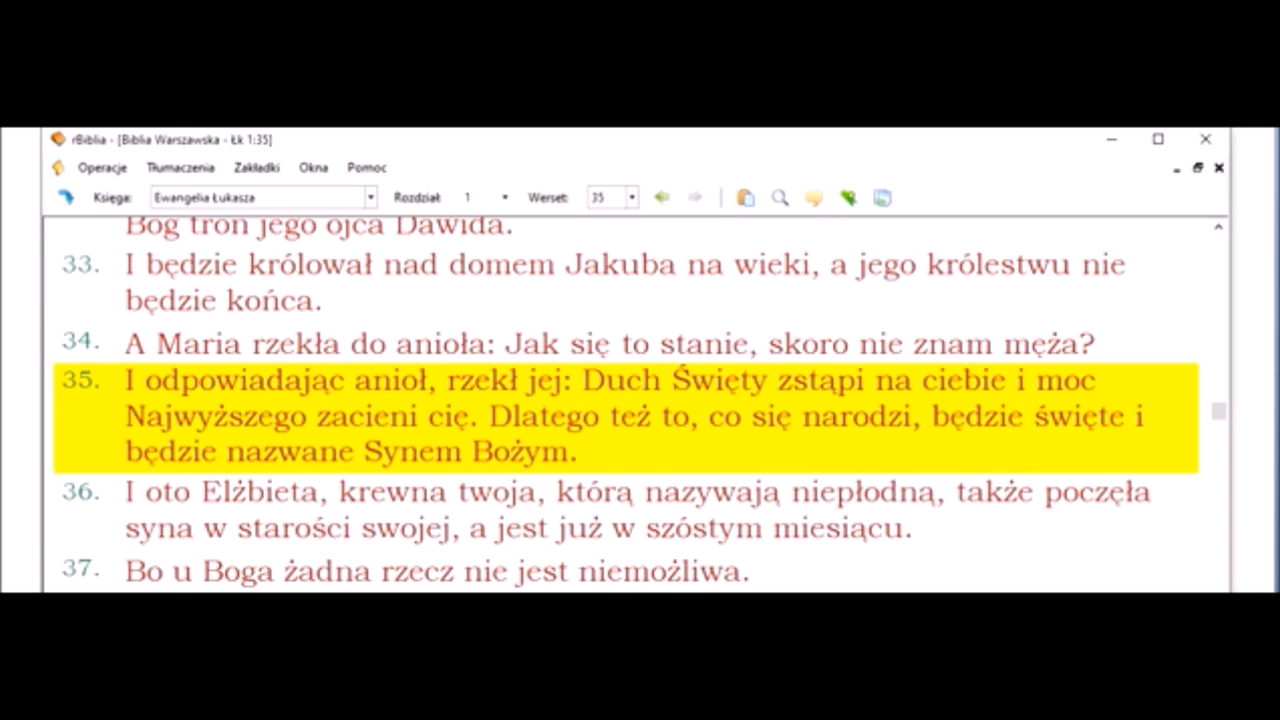 rBiblia - [Biblia Warszawska - Łk 1:35]
Operacje Tłumaczenia Zakładki Okna Pomoc
Księga: Ewangelia Łukasza Rozdział 1 Werset: 35
Bóg tron jego ojca Dawida.
33. I będzie królował nad domem Jakuba na wieki, a jego królestwu nie
będzie końca.
34. A Maria rzekła do anioła: Jak się to stanie, skoro nie znam męża?
35. I odpowiadając anioł, rzekł jej: Duch Święty zstąpi na ciebie i moc
Najwyższego zacieni cię. Dlatego też to, co się narodzi, będzie święte i
będzie nazwane Synem Bożym.
36. I oto Elżbieta, krewna twoja, którą nazywają niepłodną, także poczęła
syna w starości swojej, a jest już w szóstym miesiącu.
37. Bo u Boga żadna rzecz nie jest niemożliwa.